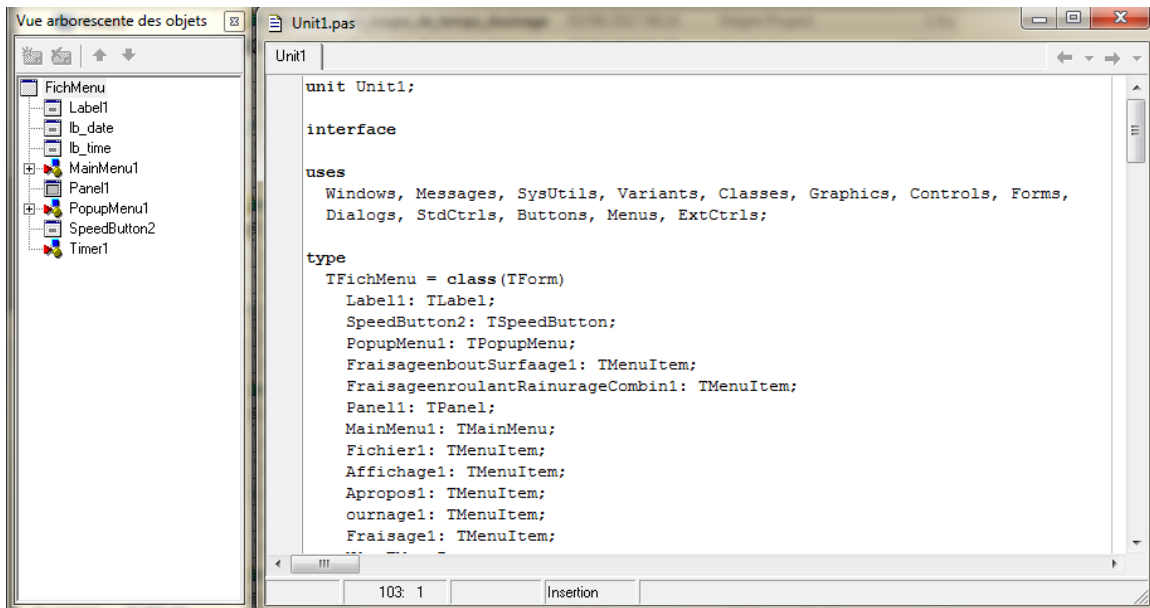 Vue arborescente des objets
FichMenu
Label1
lb_date
lb_time
MainMenu1
Panel1
PopupMenu1
SpeedButton2
Timer1
Unit1.pas
Unit1
unit Unit1;
interface
uses
Windows, Messages, SysUtils, Variants, Classes, Graphics, Controls, Forms,
Dialogs, StdCtrls, Buttons, Menus, ExtCtrls;
type
TFichMenu = class(TForm)
Label1: TLabel;
SpeedButton2: TSpeedButton;
PopupMenu1: TPopupMenu;
FraisageenboutSurfaage1: TMenuItem;
FraisageenroulantRainurageCombin1: TMenuItem;
Panel1: TPanel;
MainMenu1: TMainMenu;
Fichier1: TMenuItem;
Affichage1: TMenuItem;
Apropos1: TMenuItem;
ournage1: TMenuItem;
Fraisage1: TMenuItem;
103: 1
Insertion